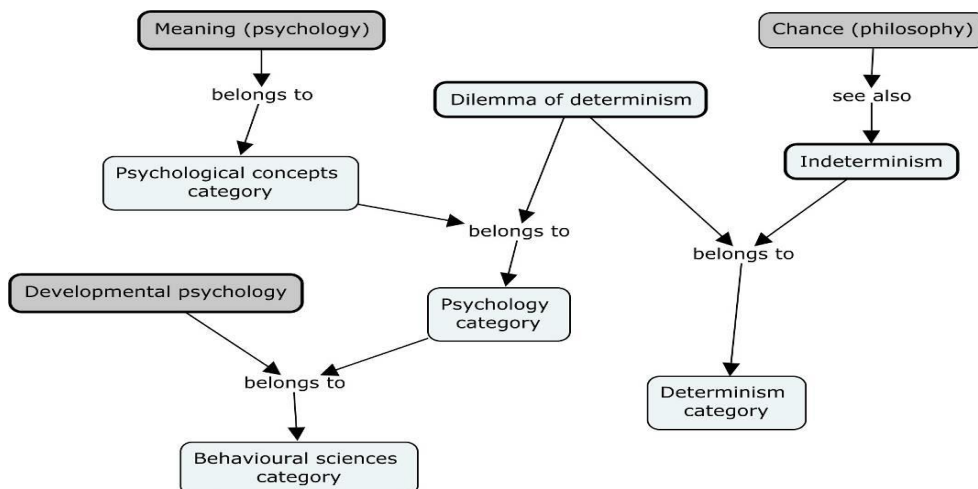 Meaning (psychology)
Chance (philosophy)
belongs to
Dilemma of determinism
see also
Psychological concepts
category
Indeterminism
belongs to
belongs to
Developmental psychology
Psychology
category
belongs to
Determinism
category
Behavioural sciences
category